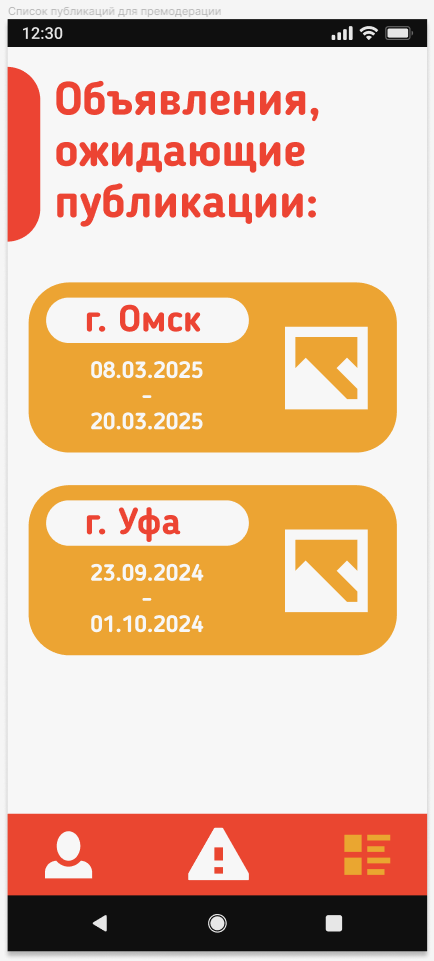 Список публикаций для премодерации
12:30
Объявления,
ожидающие
публикации:
г. Омск
08.03.2025
-
20.03.2025
г. Уфа
23.09.2024
-
01.10.2024